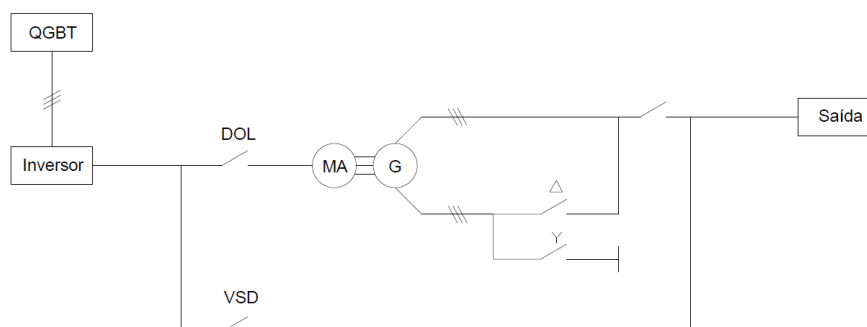 QGBT
DOL
Saída
Inversor
MA
G
Δ
Y
VSD